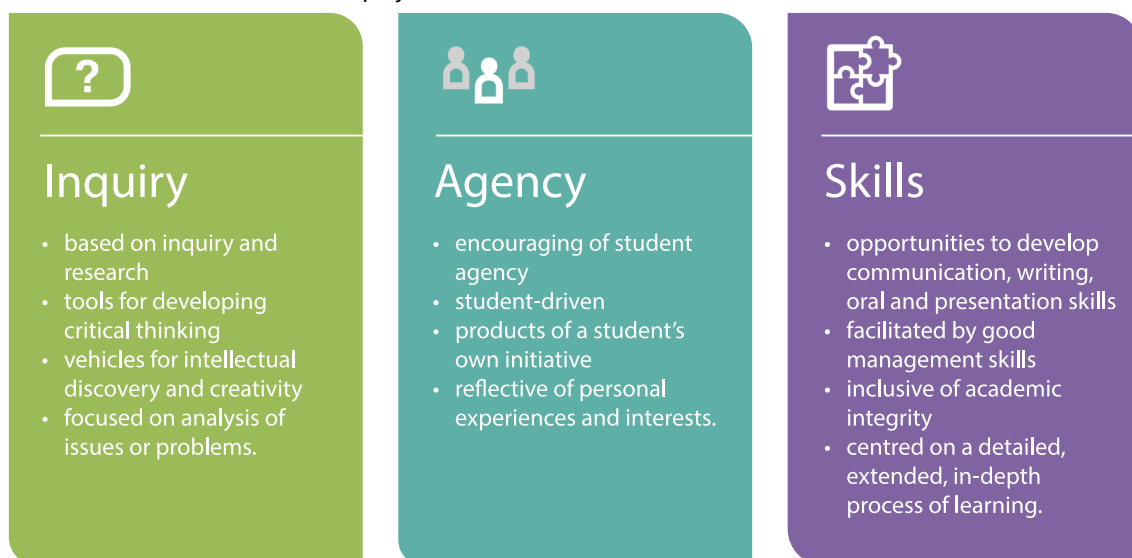 ?
Inquiry
• based on inquiry and
research
• tools for developing
critical thinking
• vehicles for intellectual
discovery and creativity
• focused on analysis of
issues or problems.
Agency
• encouraging of student
agency
• student-driven
• products of a student’s
own initiative
• reflective of personal
experiences and interests.
Skills
• opportunities to develop
communication, writing,
oral and presentation skills
• facilitated by good
management skills
• inclusive of academic
integrity
• centred on a detailed,
extended, in-depth
process of learning.